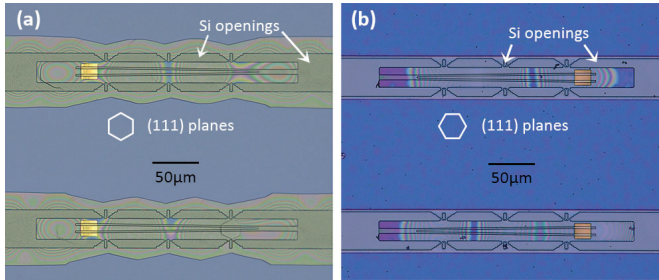 (a)
Si openings
(111) planes
50μm
(b)
Si openings
(111) planes
50μm